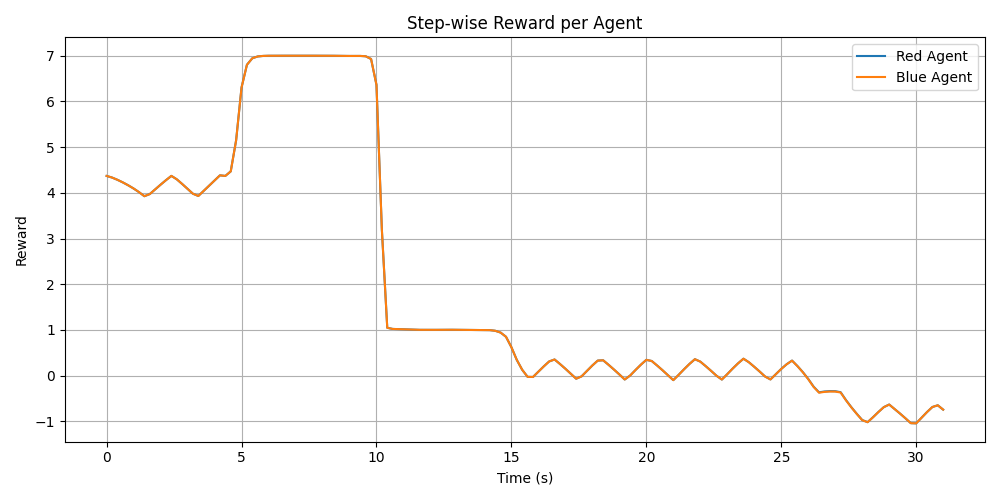 Step-wise Reward per Agent
Red Agent
Blue Agent
7
6
5
4
3
2
1
0
−1
Reward
0 5 10 15 20 25 30
Time (s)